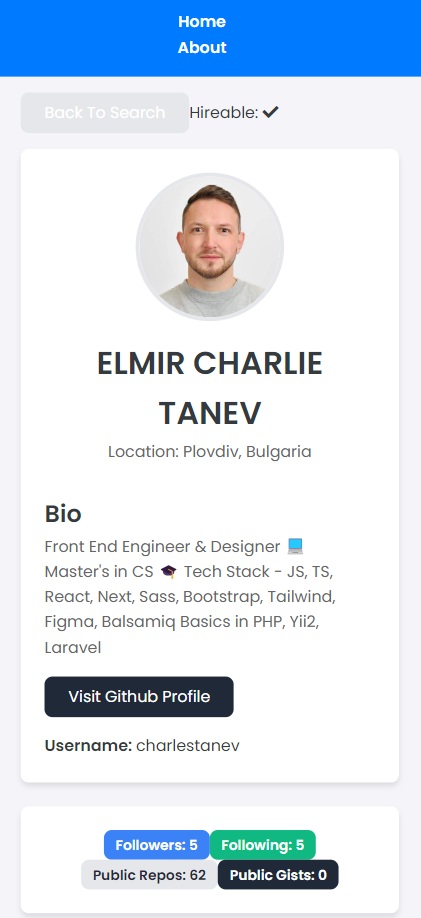 Home
About
Back To Search Hireable: ✔
ELMIR CHARLIE
TANEV
Location: Plovdiv, Bulgaria
Bio
Front End Engineer & Designer 💻
Master's in CS 🎓 Tech Stack - JS, TS,
React, Next, Sass, Bootstrap, Tailwind,
Figma, Balsamiq Basics in PHP, Yii2,
Laravel
Visit Github Profile
Username: charlestanev
Followers: 5 Following: 5
Public Repos: 62 Public Gists: 0